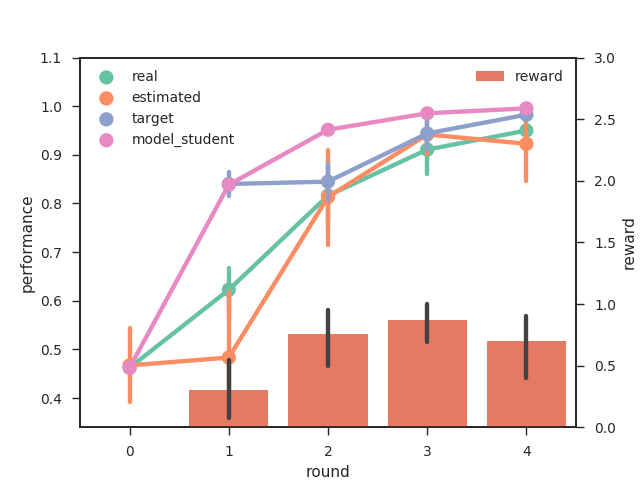 real
estimated
target
model_student
reward
1.1
1.0
0.9
0.8
0.7
0.6
0.5
0.4
performance
3.0
2.5
2.0
1.5
1.0
0.5
0.0
reward
0 1 2 3 4
round